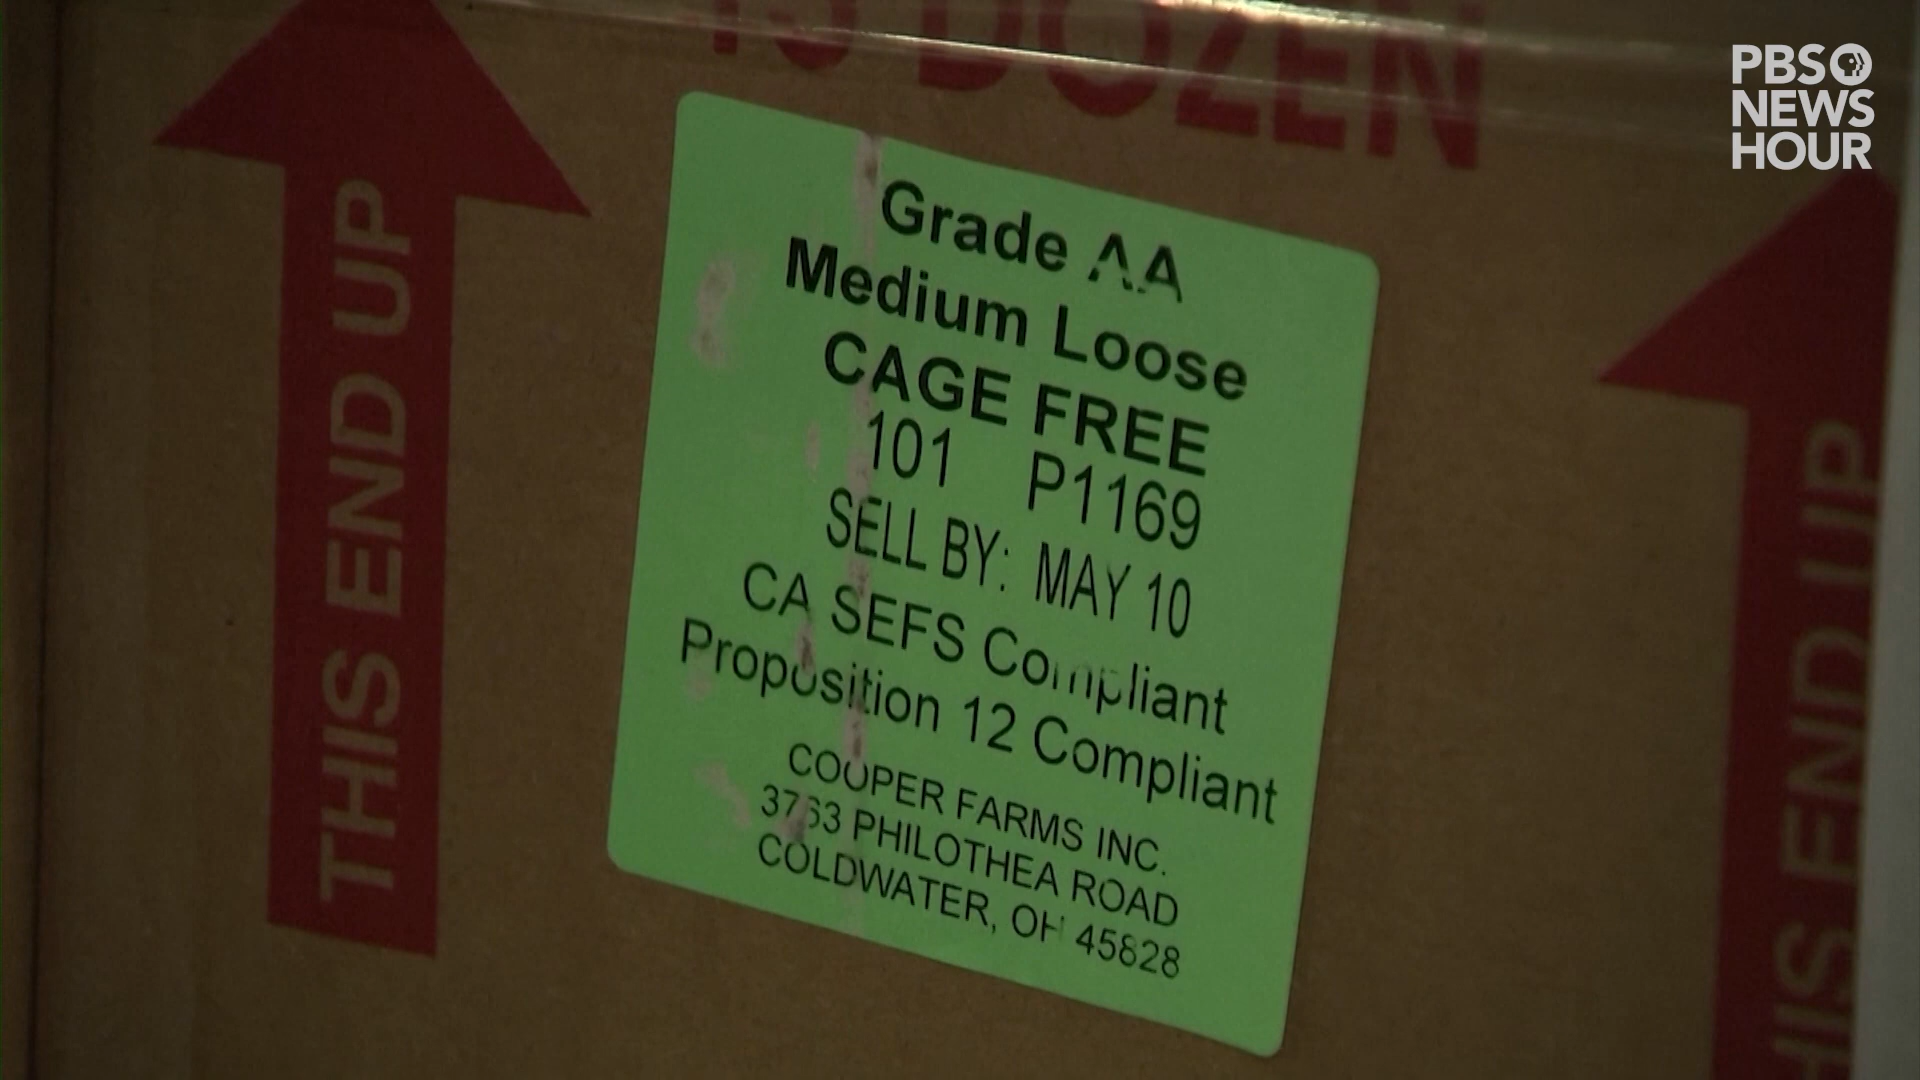 15 DOZEN
PBS
NEWS
HOUR
THIS END UP
Grade AA
Medium Loose
CAGE FREE
101 P1169
SELL BY: MAY 10
CA SEFS Compliant
Proposition 12 Compliant
COOPER FARMS INC.
3763 PHILOTHEA ROAD
COLDWATER, OH 45828
THIS END UP